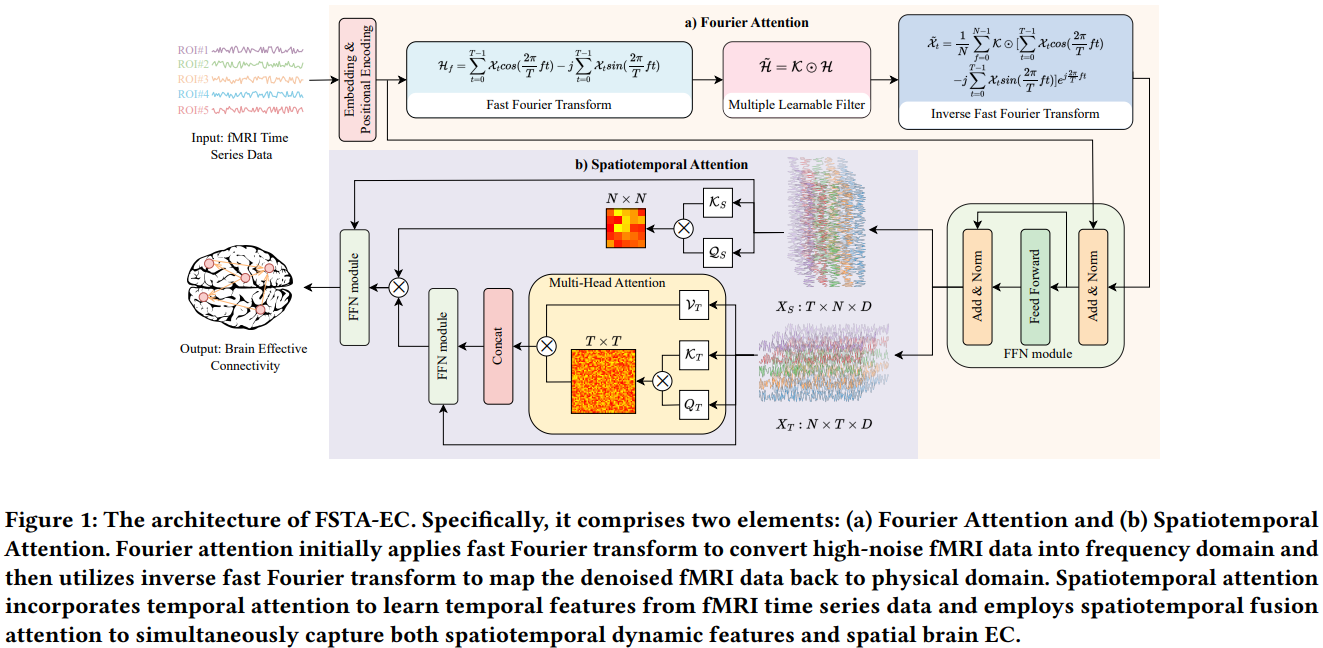 a) Fourier Attention
ROI#1
ROI#2
ROI#3
ROI#4
ROI#5
Input: fMRI Time
Series Data
Embedding &
Positional Encoding
$\mathcal{H}_f = \sum_{t=0}^{T-1} \mathcal{X}_t cos(\frac{2\pi}{T} ft) - j \sum_{t=0}^{T-1} \mathcal{X}_t sin(\frac{2\pi}{T} ft)$
Fast Fourier Transform
$\tilde{\mathcal{H}} = \mathcal{K} \odot \mathcal{H}$
Multiple Learnable Filter
$\tilde{\mathcal{X}}_t = \frac{1}{N} \sum_{f=0}^{N-1} \mathcal{K} \odot [\sum_{t=0}^{T-1} \mathcal{X}_t cos(\frac{2\pi}{T} ft)$
$-j \sum_{t=0}^{T-1} \mathcal{X}_t sin(\frac{2\pi}{T} ft)] e^{j \frac{2\pi}{T} ft}$
Inverse Fast Fourier Transform
b) Spatiotemporal Attention
N × N
$\mathcal{K}_S$
$\mathcal{Q}_S$
$X_S : T \times N \times D$
Multi-Head Attention
$\mathcal{V}_T$
T × T
$\mathcal{K}_T$
$Q_T$
$X_T : N \times T \times D$
Concat
FFN module
FFN module
Add & Norm
Feed Forward
Add & Norm
FFN module
Output: Brain Effective
Connectivity
Figure 1: The architecture of FSTA-EC. Specifically, it comprises two elements: (a) Fourier Attention and (b) Spatiotemporal
Attention. Fourier attention initially applies fast Fourier transform to convert high-noise fMRI data into frequency domain and
then utilizes inverse fast Fourier transform to map the denoised fMRI data back to physical domain. Spatiotemporal attention
incorporates temporal attention to learn temporal features from fMRI time series data and employs spatiotemporal fusion
attention to simultaneously capture both spatiotemporal dynamic features and spatial brain EC.